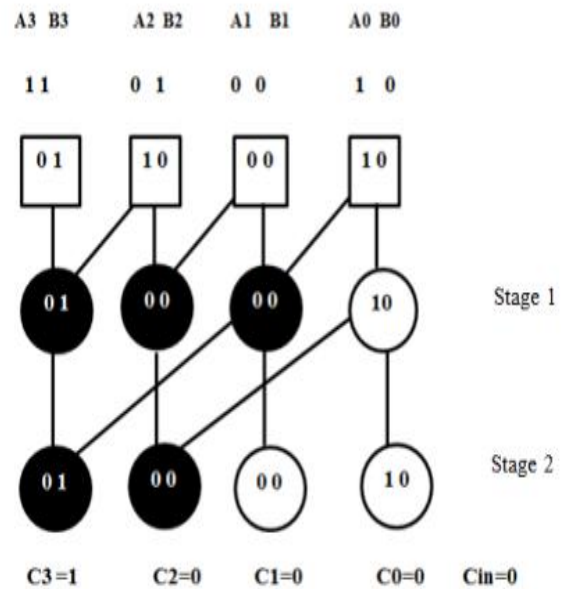 A3 B3 A2 B2 A1 B1 A0 B0
1 1 0 1 0 0 1 0
0 1 1 0 0 0 1 0
0 1 0 0 0 0 10 Stage 1
0 1 0 0 0 0 1 0 Stage 2
C3=1 C2=0 C1=0 C0=0 Cin=0